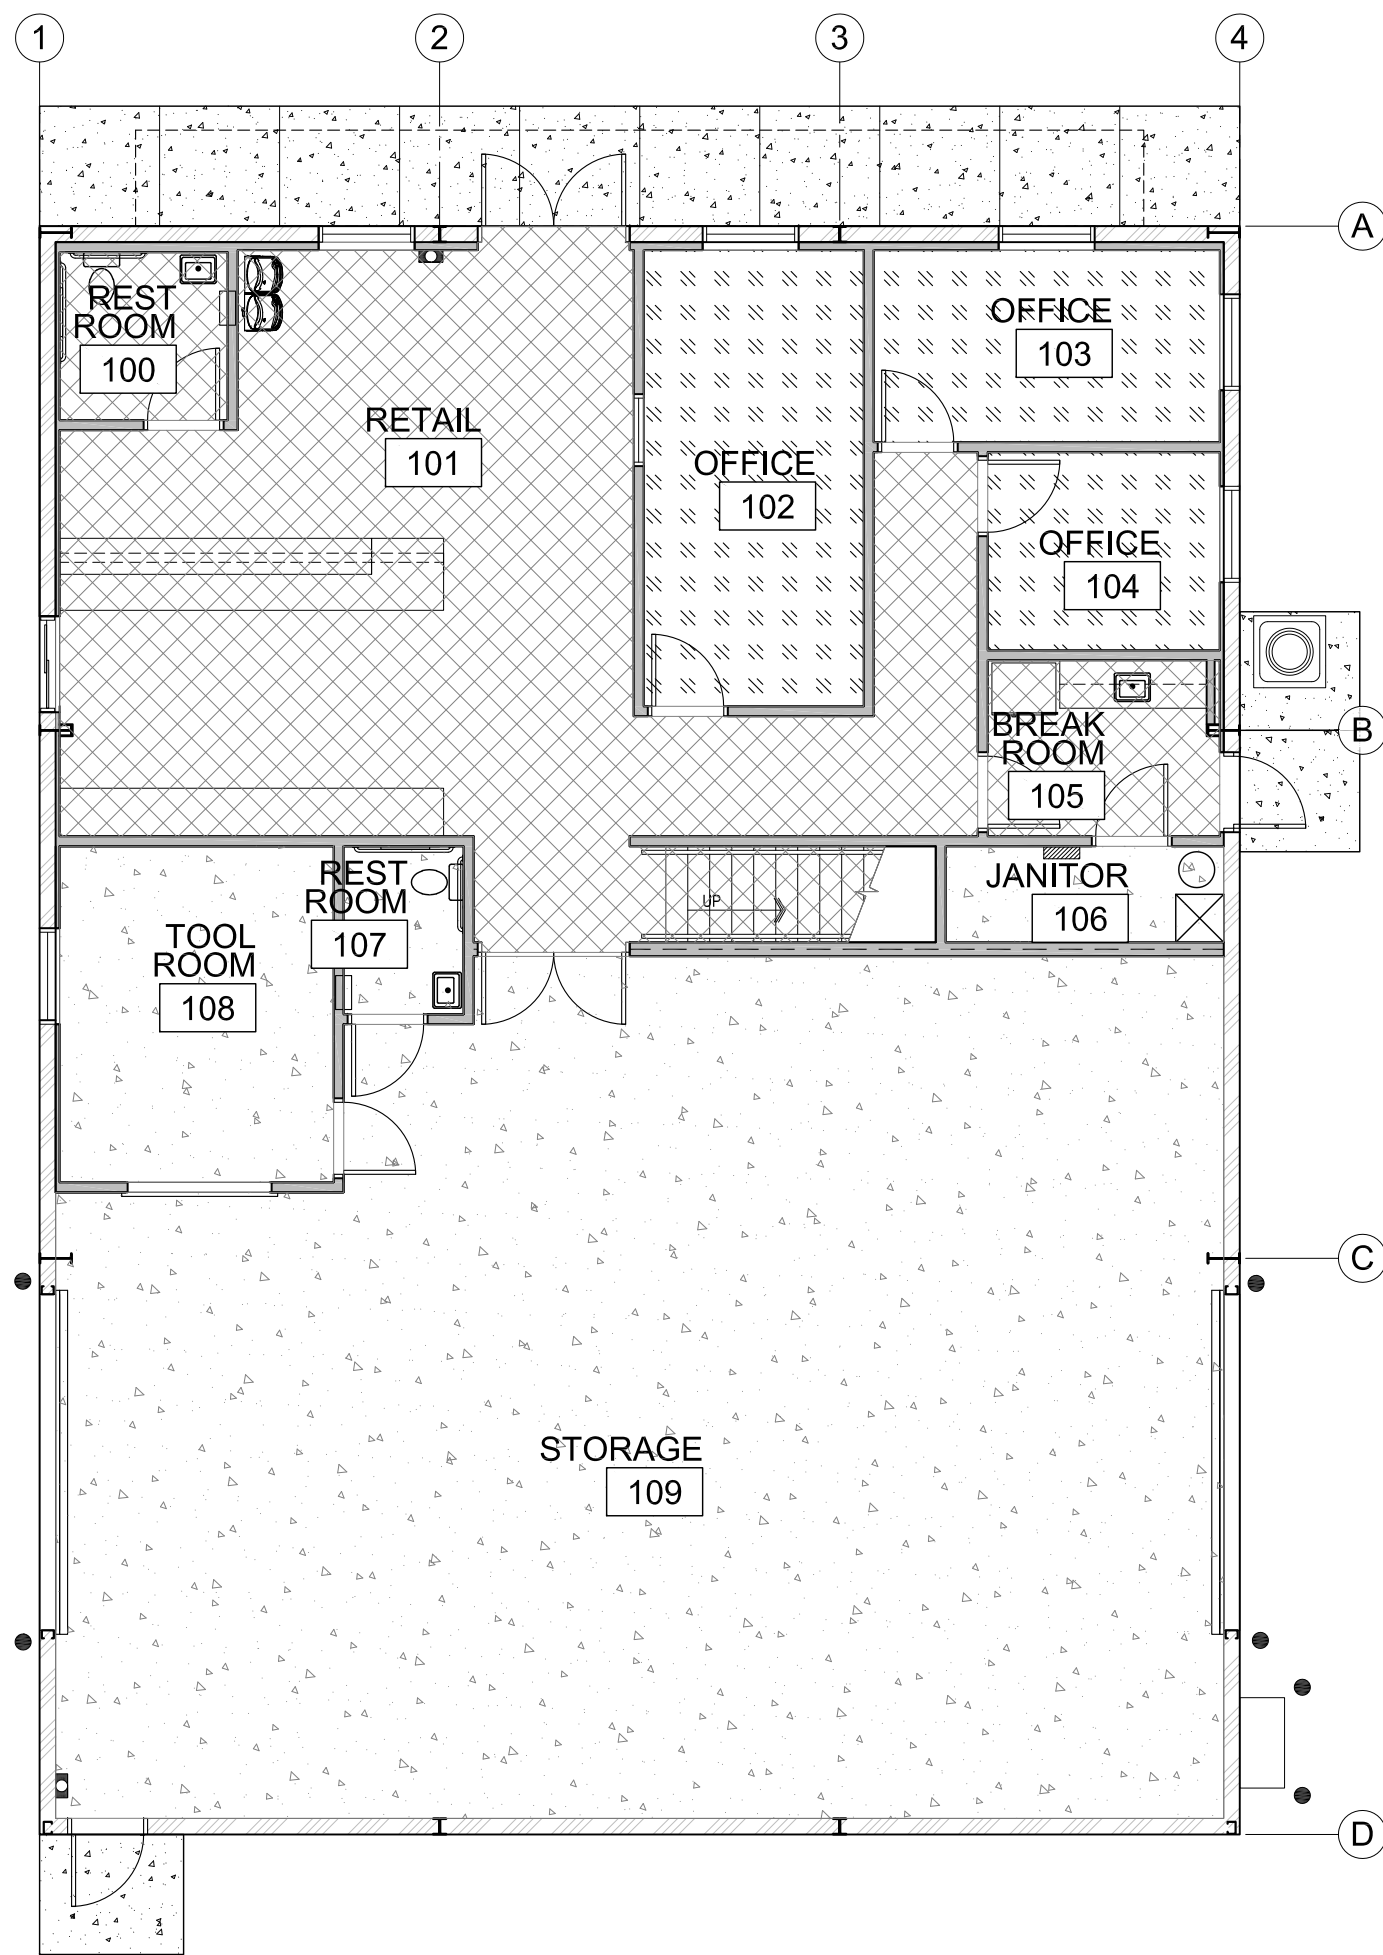 1
2
3
4
A
REST
ROOM
100
OFFICE
103
RETAIL
101
OFFICE
102
OFFICE
104
BREAK
ROOM
105
B
REST
ROOM
107
UP
JANITOR
106
TOOL
ROOM
108
C
STORAGE
109
D